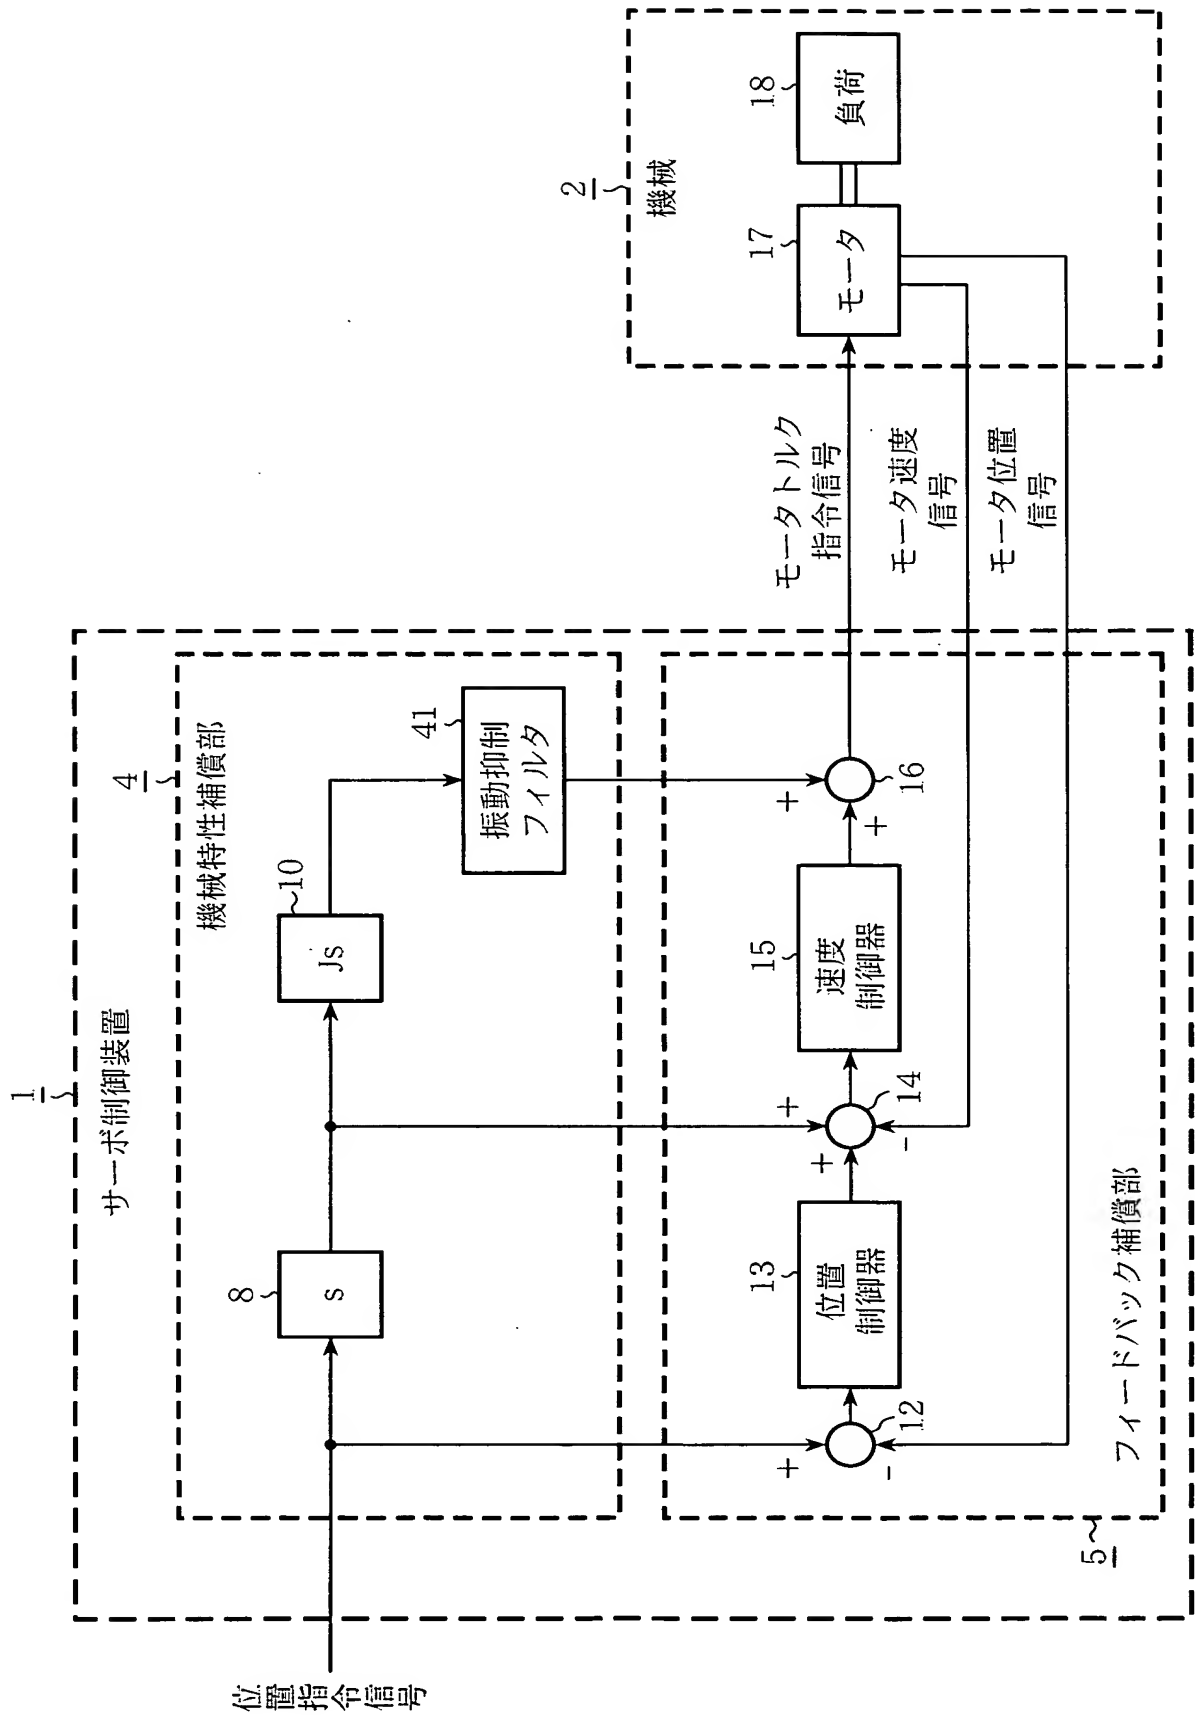 1
サーボ制御装置
4
機械特性補償部
8
s
10
Js
41
振動抑制
フィルタ
位置指令信号
12
+
-
13
位置
制御器
14
+
+
-
15
速度
制御器
16
+
+
5
フィードバック補償部
モータトルク
指令信号
モータ速度
信号
モータ位置
信号
2
機械
17
モータ
18
負荷